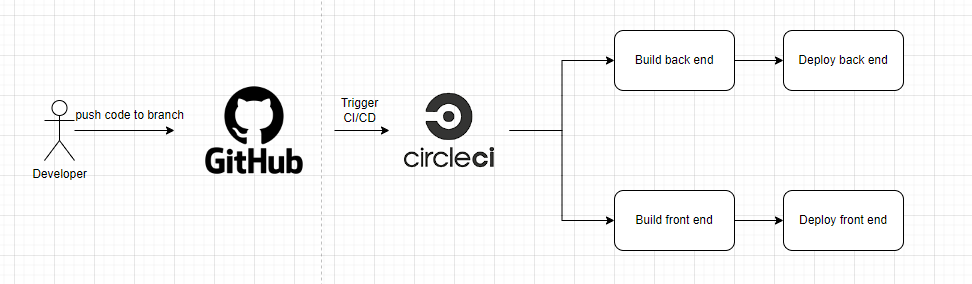 push code to branch
Developer
GitHub
Trigger
CI/CD
circleci
Build back end
Deploy back end
Build front end
Deploy front end